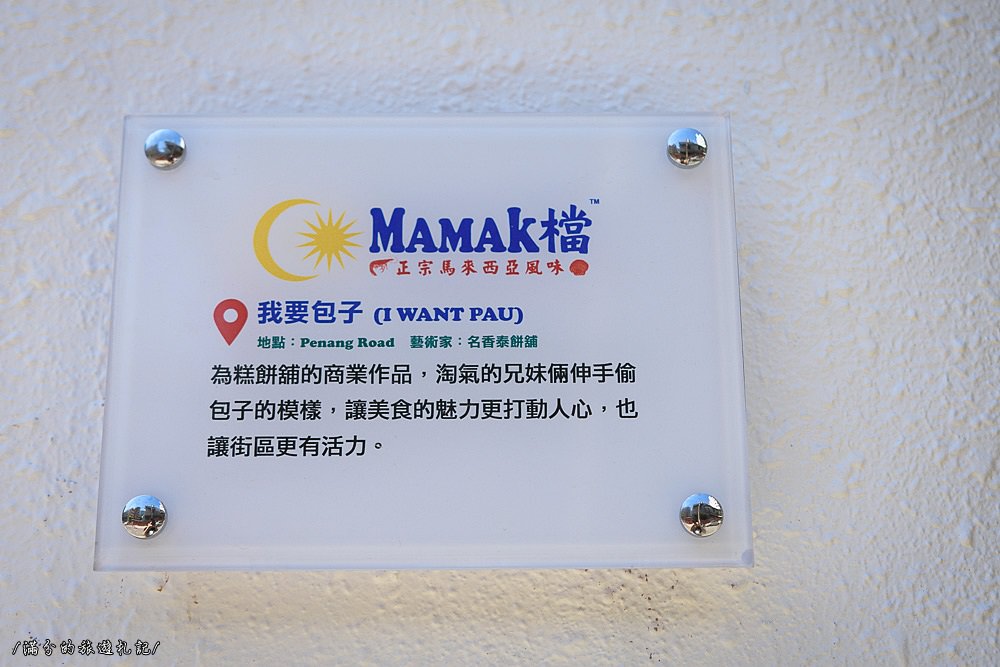 MAMAK檔™
正宗馬來西亞風味
我要包子 (I WANT PAU)
地點：Penang Road 藝術家：名香泰餅舖
為糕餅舖的商業作品，淘氣的兄妹倆伸手偷
包子的模樣，讓美食的魅力更打動人心，也
讓街區更有活力。
/滿分的旅遊札記/